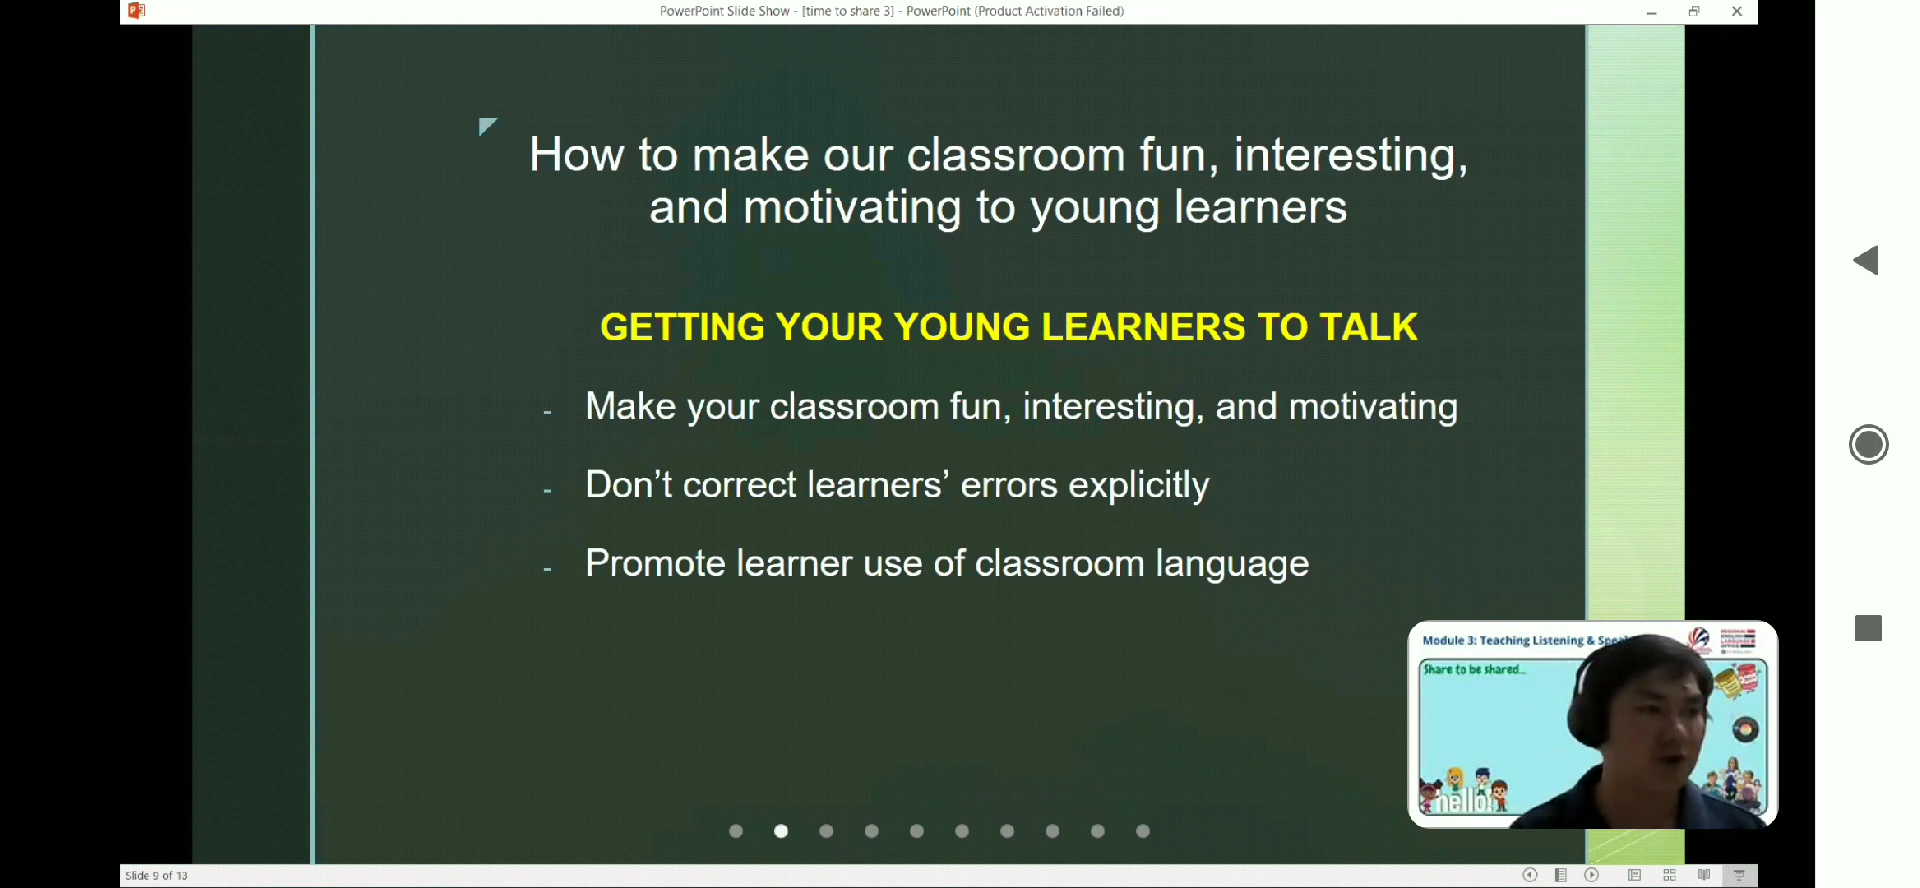 PowerPoint Slide Show - [time to share 3] - PowerPoint (Product Activation Failed)
How to make our classroom fun, interesting,
and motivating to young learners
GETTING YOUR YOUNG LEARNERS TO TALK
- Make your classroom fun, interesting, and motivating
- Don’t correct learners’ errors explicitly
- Promote learner use of classroom language
Module 3: Teaching Listening &
Share to be shared...
hello!
Slide 9 of 13